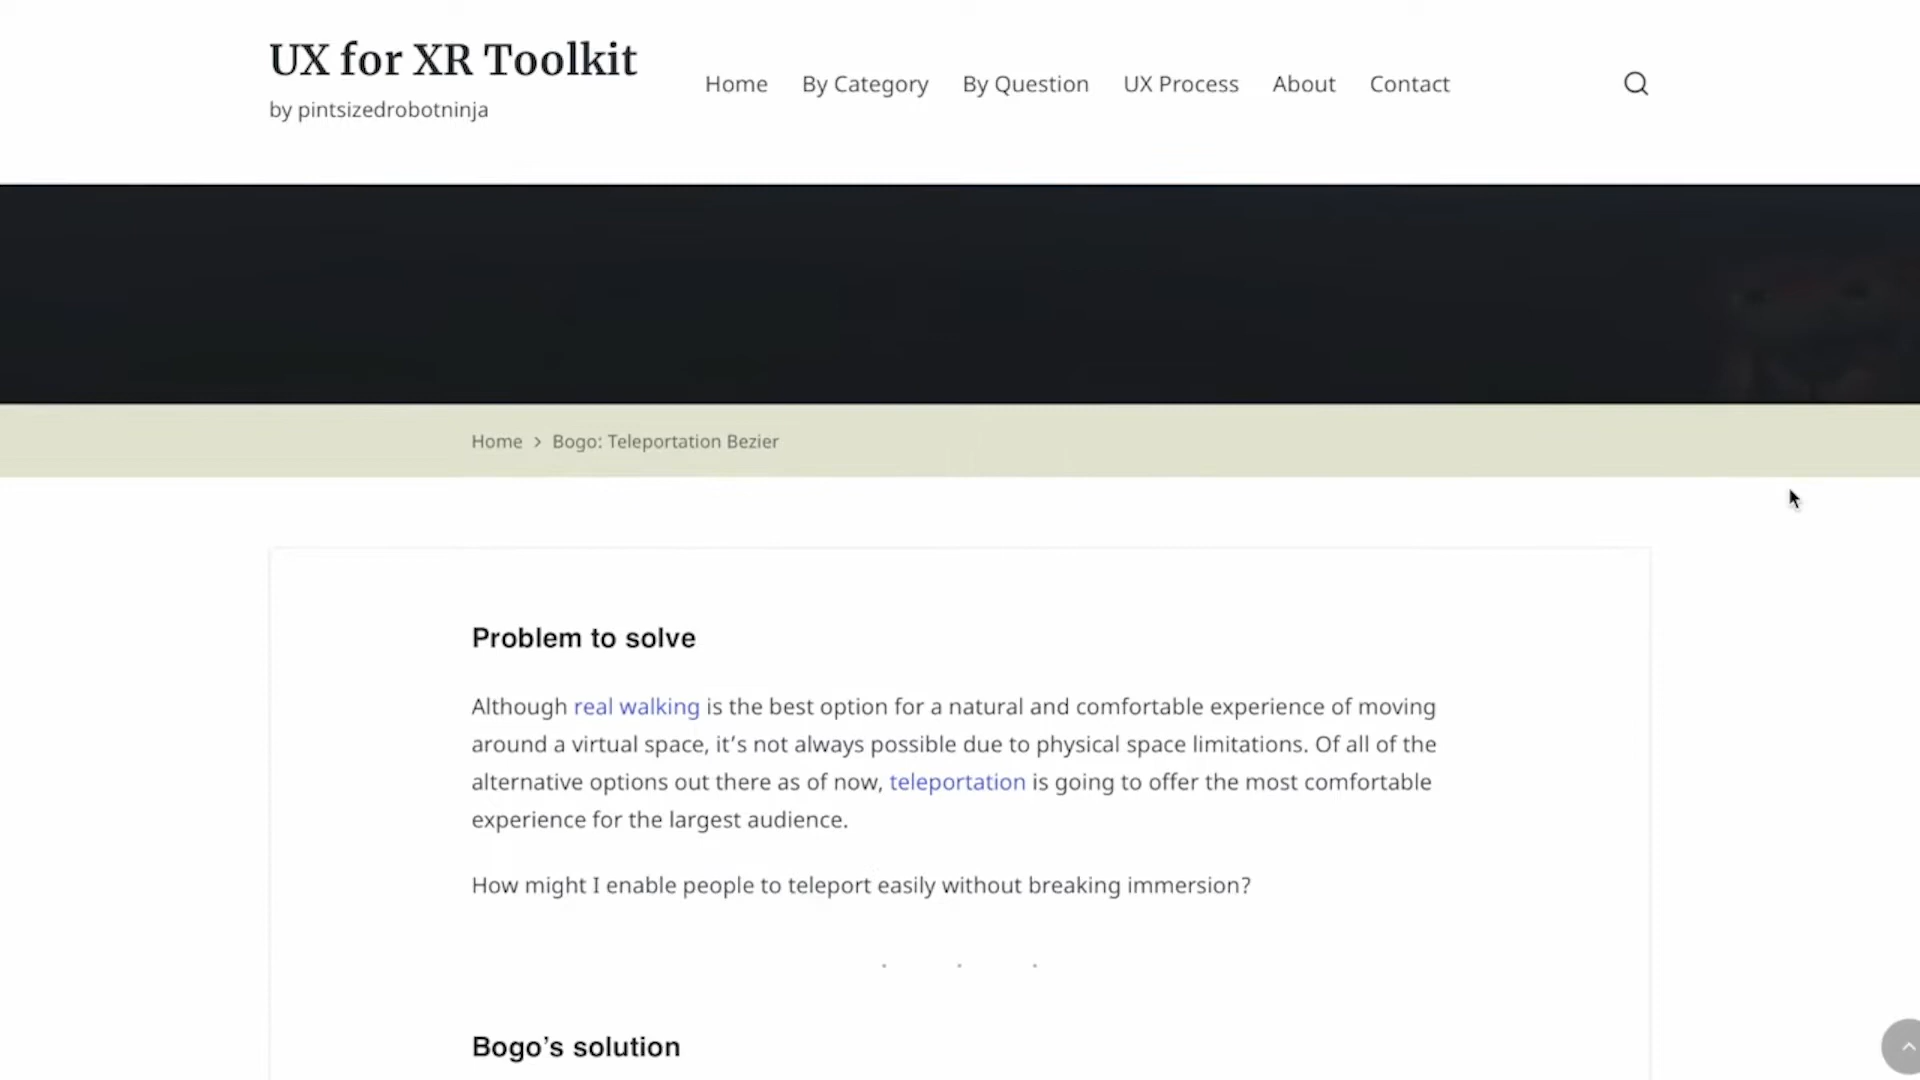 UX for XR Toolkit
by pintsizedrobotninja
Home By Category By Question UX Process About Contact
Home > Bogo: Teleportation Bezier
Problem to solve
Although real walking is the best option for a natural and comfortable experience of moving
around a virtual space, it’s not always possible due to physical space limitations. Of all of the
alternative options out there as of now, teleportation is going to offer the most comfortable
experience for the largest audience.
How might I enable people to teleport easily without breaking immersion?
. . .
Bogo’s solution